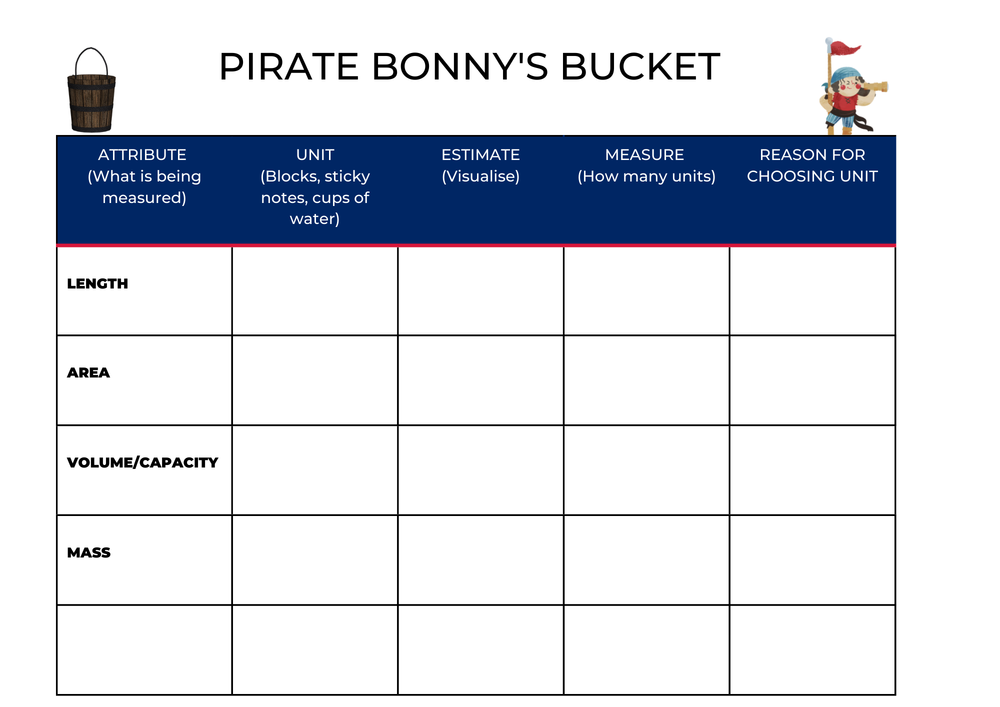 PIRATE BONNY'S BUCKET
ATTRIBUTE
(What is being
measured)
UNIT
(Blocks, sticky
notes, cups of
water)
ESTIMATE
(Visualise)
MEASURE
(How many units)
REASON FOR
CHOOSING UNIT
LENGTH
AREA
VOLUME/CAPACITY
MASS